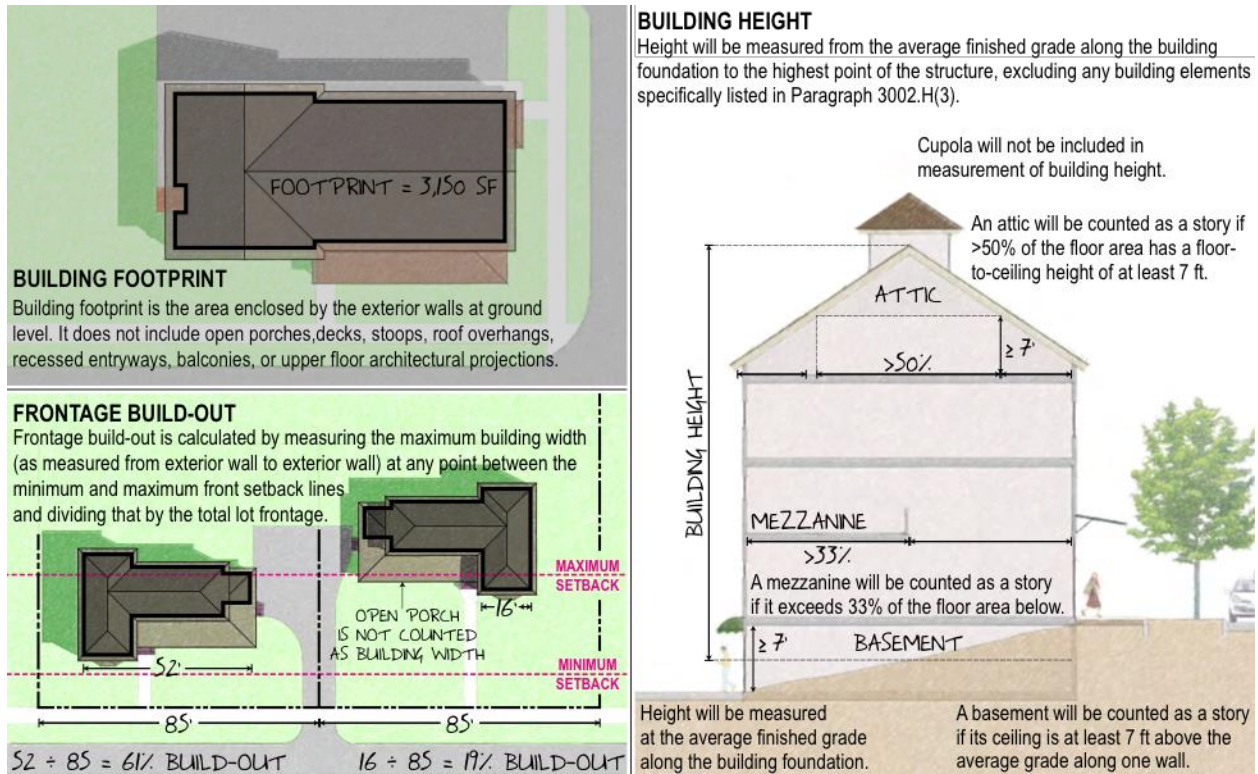 FOOTPRINT = 3,150 SF
BUILDING FOOTPRINT
Building footprint is the area enclosed by the exterior walls at ground
level. It does not include open porches,decks, stoops, roof overhangs,
recessed entryways, balconies, or upper floor architectural projections.
FRONTAGE BUILD-OUT
Frontage build-out is calculated by measuring the maximum building width
(as measured from exterior wall to exterior wall) at any point between the
minimum and maximum front setback lines
and dividing that by the total lot frontage.
MAXIMUM
SETBACK
16'
OPEN PORCH
IS NOT COUNTED
AS BUILDING WIDTH
52'
MINIMUM
SETBACK
85'
85'
52 ÷ 85 = 61% BUILD-OUT
16 ÷ 85 = 19% BUILD-OUT
BUILDING HEIGHT
Height will be measured from the average finished grade along the building
foundation to the highest point of the structure, excluding any building elements
specifically listed in Paragraph 3002.H(3).
Cupola will not be included in
measurement of building height.
An attic will be counted as a story if
>50% of the floor area has a floor-
to-ceiling height of at least 7 ft.
ATTIC
≥ 7'
>50%
BUILDING HEIGHT
MEZZANINE
>33%
A mezzanine will be counted as a story
if it exceeds 33% of the floor area below.
≥ 7'
BASEMENT
Height will be measured
at the average finished grade
along the building foundation.
A basement will be counted as a story
if its ceiling is at least 7 ft above the
average grade along one wall.